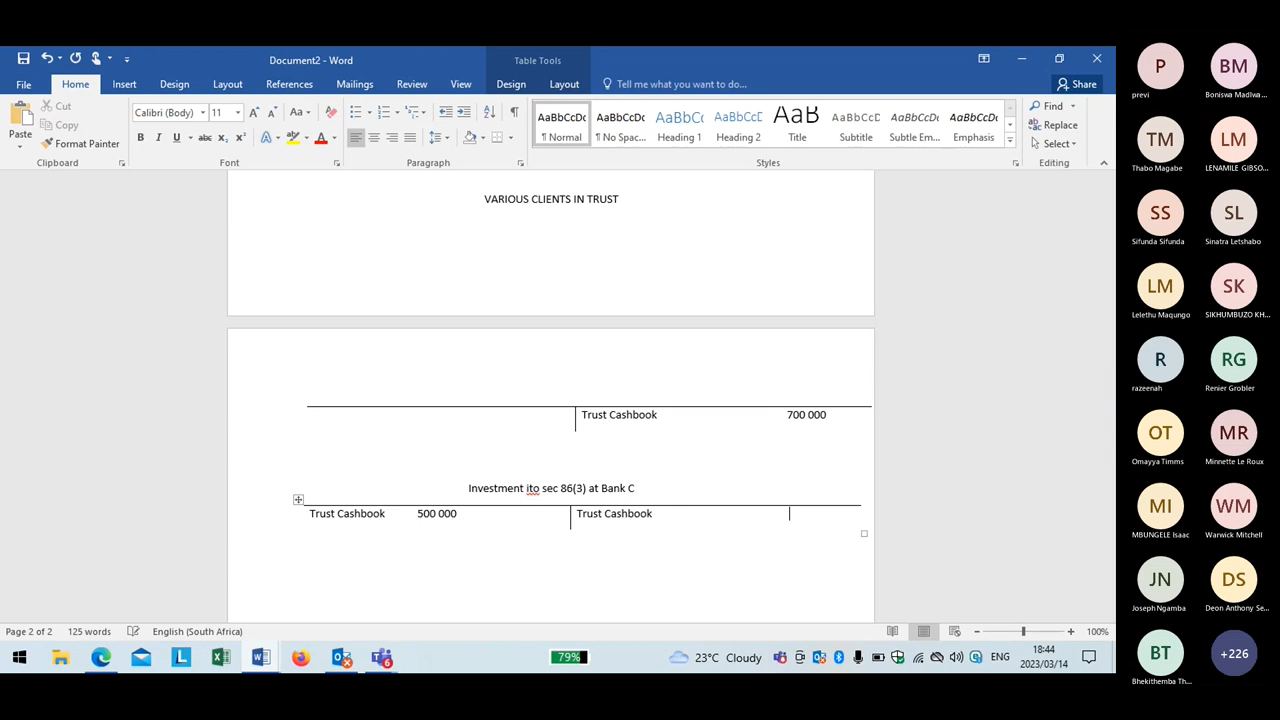 Document2 - Word
Table Tools
File
Home
Insert
Design
Layout
References
Mailings
Review
View
Design
Layout
Tell me what you want to do...
Share
Paste
Cut
Copy
Format Painter
Clipboard
Calibri (Body)
11
Font
Paragraph
AaBbCcDc
¶ Normal
AaBbCcDc
¶ No Spac...
AaBbCc
Heading 1
AaBbCcC
Heading 2
AaB
Title
AaBbCcD
Subtitle
AaBbCcDc
Subtle Em...
AaBbCcDc
Emphasis
Styles
Find
Replace
Select
Editing
VARIOUS CLIENTS IN TRUST
Trust Cashbook 700 000
Investment ito sec 86(3) at Bank C
Trust Cashbook 500 000 Trust Cashbook
Page 2 of 2
125 words
English (South Africa)
100%
79%
23°C Cloudy
ENG
18:44
2023/03/14
P
previ
BM
Boniswa Madlwa...
TM
Thabo Magabe
LM
LENAMILE GIBSO...
SS
Sifunda Sifunda
SL
Sinatra Letshabo
LM
Lelethu Maqungo
SK
SIKHUMBUZO KH...
R
razeenah
RG
Renier Grobler
OT
Omayya Timms
MR
Minnette Le Roux
MI
MBUNGELE Isaac
WM
Warwick Mitchell
JN
Joseph Ngamba
DS
Deon Anthony Se...
BT
Bhekithemba Th...
+226